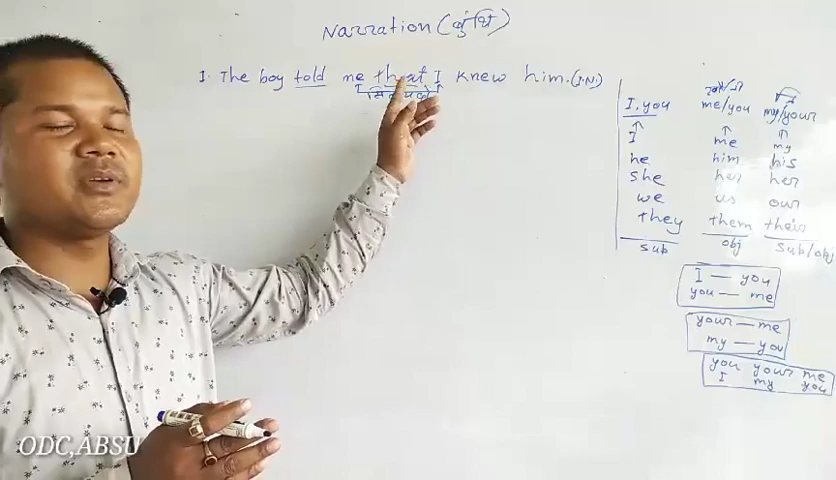 Narration
1. The boy told me that I knew him. (I.N.)
I, you me/you my/your
I me my
he him his
she her her
we us our
they them their
sub obj sub/obj
I — you
you — me
your — me
my — you
you your me
I my you
ODC,ABSU